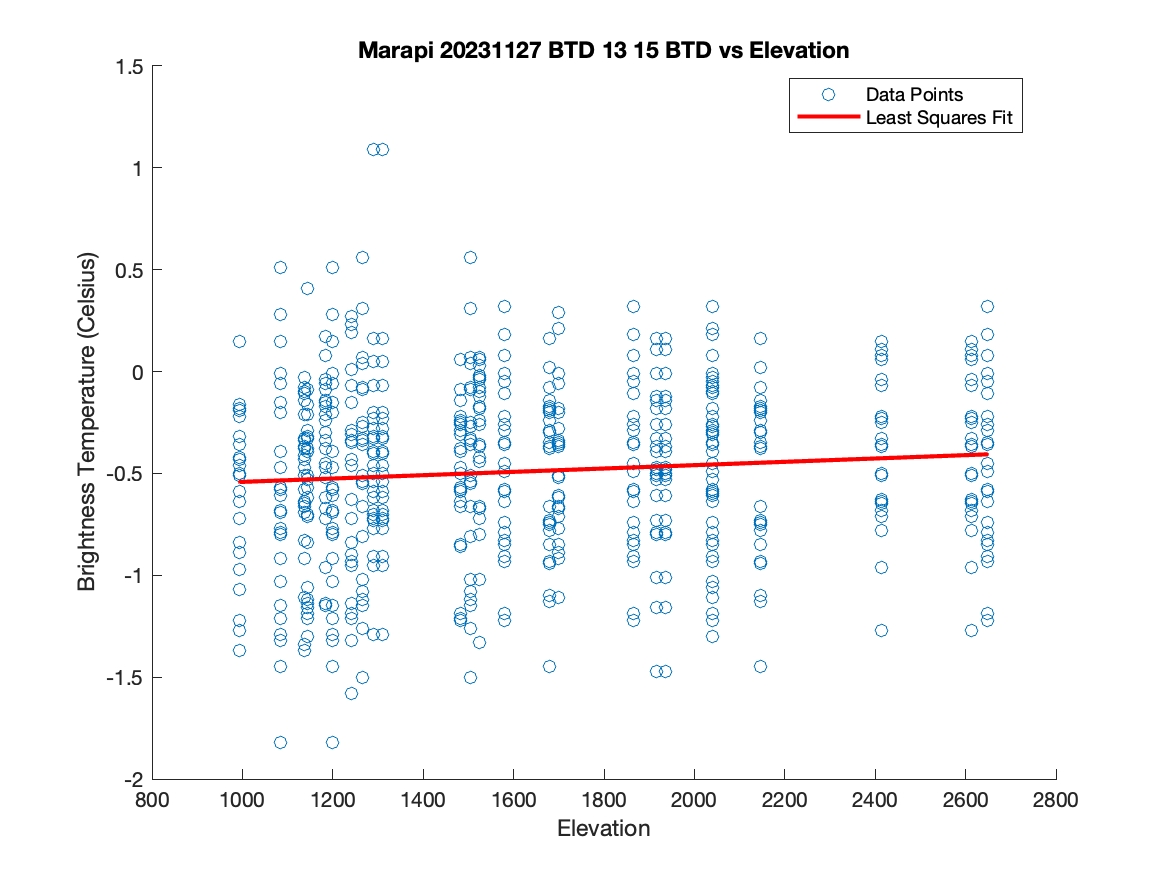 Marapi 20231127 BTD 13 15 BTD vs Elevation
Data Points
Least Squares Fit
1.5
1
0.5
0
-0.5
-1
-1.5
-2
Brightness Temperature (Celsius)
800 1000 1200 1400 1600 1800 2000 2200 2400 2600 2800
Elevation